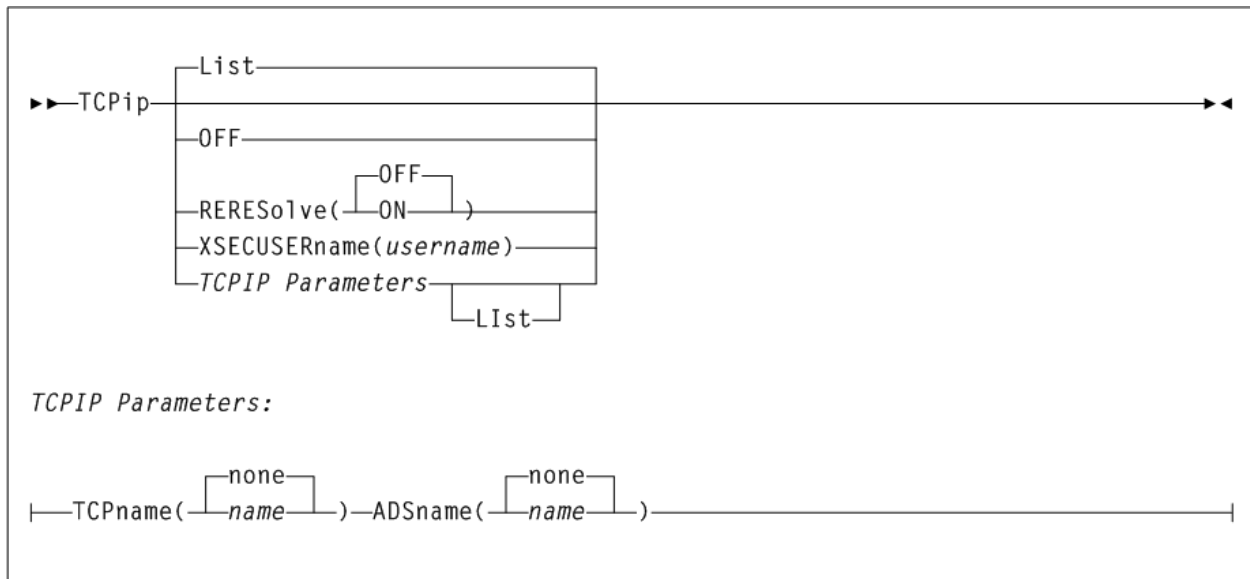 List
TCPip
OFF
OFF
RERESolve( ON )
XSECUSERname(username)
TCPIP Parameters
LIst
TCPIP Parameters:
none none
TCPname( name ) ADSname( name )